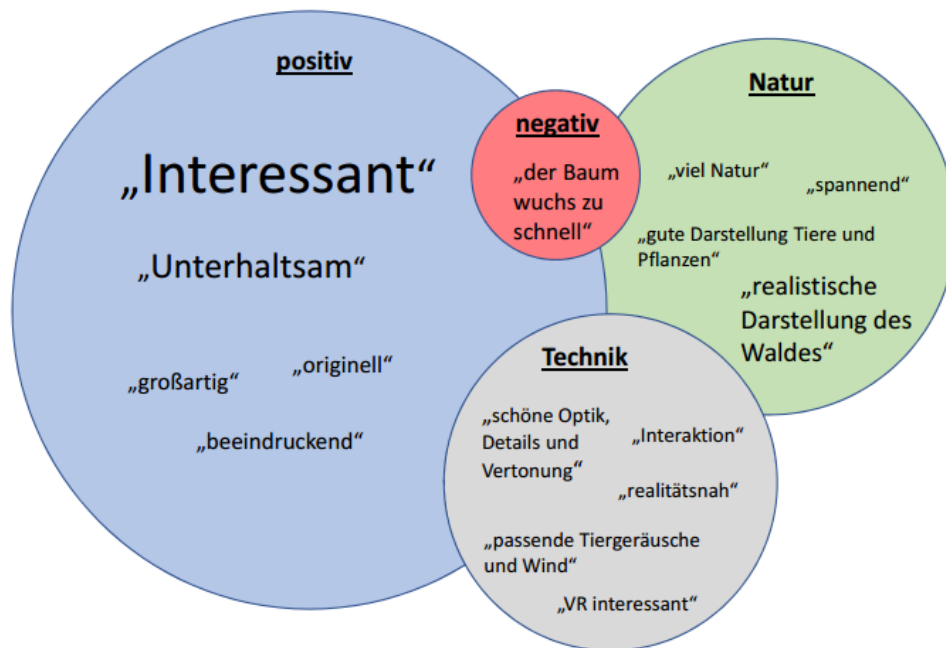 positiv
„Interessant“
„Unterhaltsam“
„großartig“
„originell“
„beeindruckend“
negativ
„der Baum
wuchs zu
schnell“
Natur
„viel Natur“
„spannend“
„gute Darstellung Tiere und
Pflanzen“
„realistische
Darstellung des
Waldes“
Technik
„schöne Optik,
Details und
Vertonung“
„Interaktion“
„realitätsnah“
„passende Tiergeräusche
und Wind“
„VR interessant“